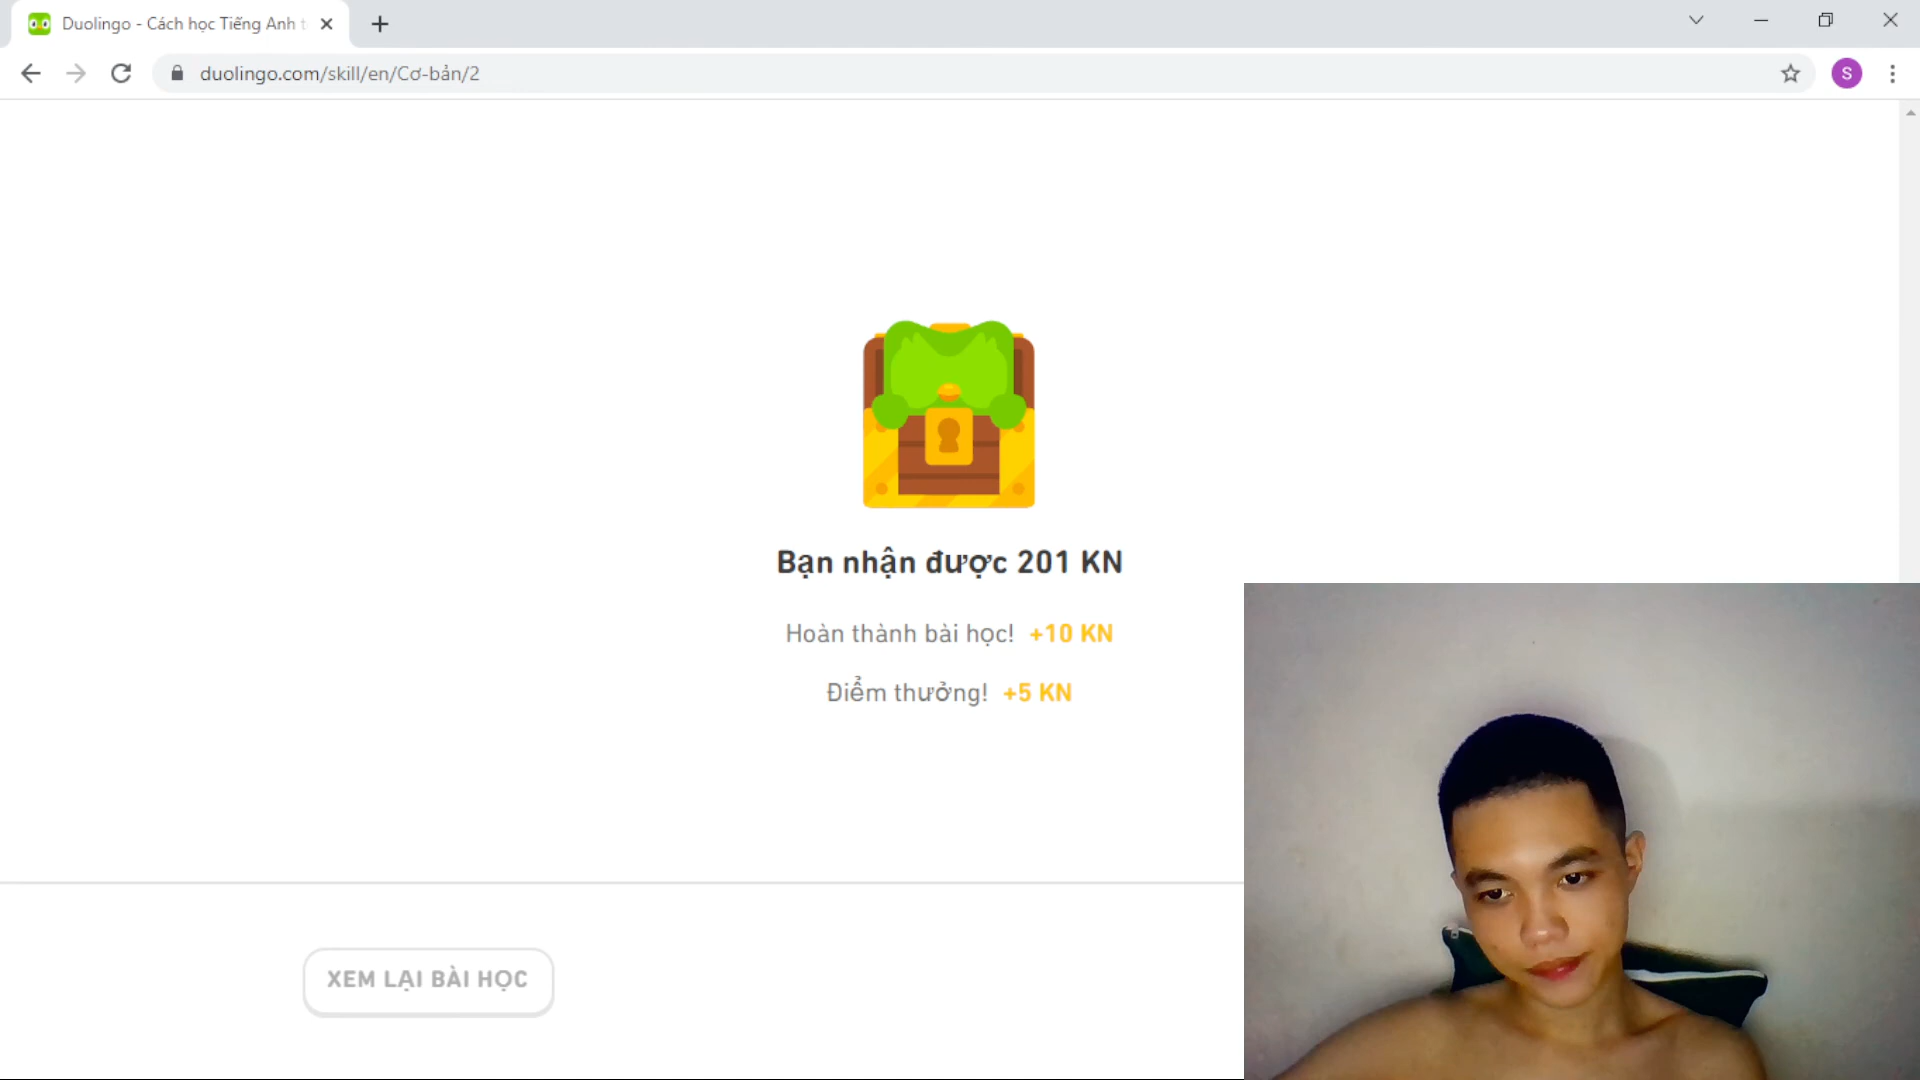 Duolingo - Cách học Tiếng Anh t
duolingo.com/skill/en/Cơ-bản/2
S
Bạn nhận được 201 KN
Hoàn thành bài học! +10 KN
Điểm thưởng! +5 KN
XEM LẠI BÀI HỌC